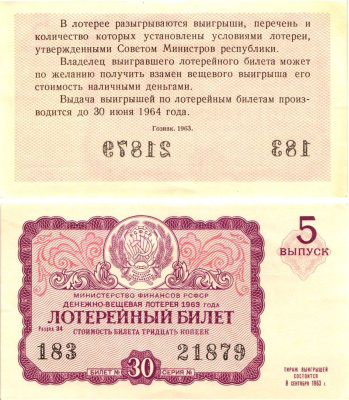 В лотерее разыгрываются выигрыши, перечень и
количество которых установлены условиями лотереи,
утвержденными Советом Министров республики.
Владелец выигравшего лотерейного билета может
по желанию получить взамен вещевого выигрыша его
стоимость наличными деньгами.
Выдача выигрышей по лотерейным билетам произ-
водится до 30 июня 1964 года.
Гознак. 1963.
21879 183
5
ВЫПУСК
МИНИСТЕРСТВО ФИНАНСОВ РСФСР
ДЕНЕЖНО-ВЕЩЕВАЯ ЛОТЕРЕЯ 1963 ГОДА
ЛОТЕРЕЙНЫЙ БИЛЕТ
Разряд 34
СТОИМОСТЬ БИЛЕТА ТРИДЦАТЬ КОПЕЕК
183 21879
БИЛЕТ № 30 СЕРИЯ №
ТИРАЖ ВЫИГРЫШЕЙ
СОСТОИТСЯ
8 СЕНТЯБРЯ 1963 г.